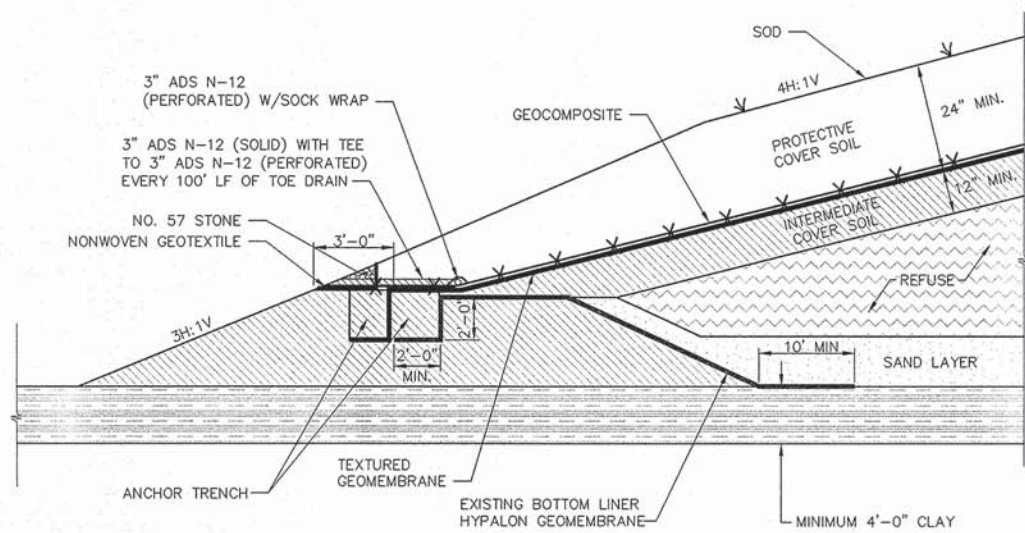 SOD
3" ADS N-12
(PERFORATED) W/SOCK WRAP
4H:1V
GEOCOMPOSITE
24" MIN.
PROTECTIVE
COVER SOIL
3" ADS N-12 (SOLID) WITH TEE
TO 3" ADS N-12 (PERFORATED)
EVERY 100' LF OF TOE DRAIN
12" MIN.
NO. 57 STONE
NONWOVEN GEOTEXTILE
3'-0"
INTERMEDIATE
COVER SOIL
REFUSE
3H:1V
2'-0"
2'-0"
MIN.
10' MIN
SAND LAYER
ANCHOR TRENCH
TEXTURED
GEOMEMBRANE
EXISTING BOTTOM LINER
HYPALON GEOMEMBRANE
MINIMUM 4'-0" CLAY